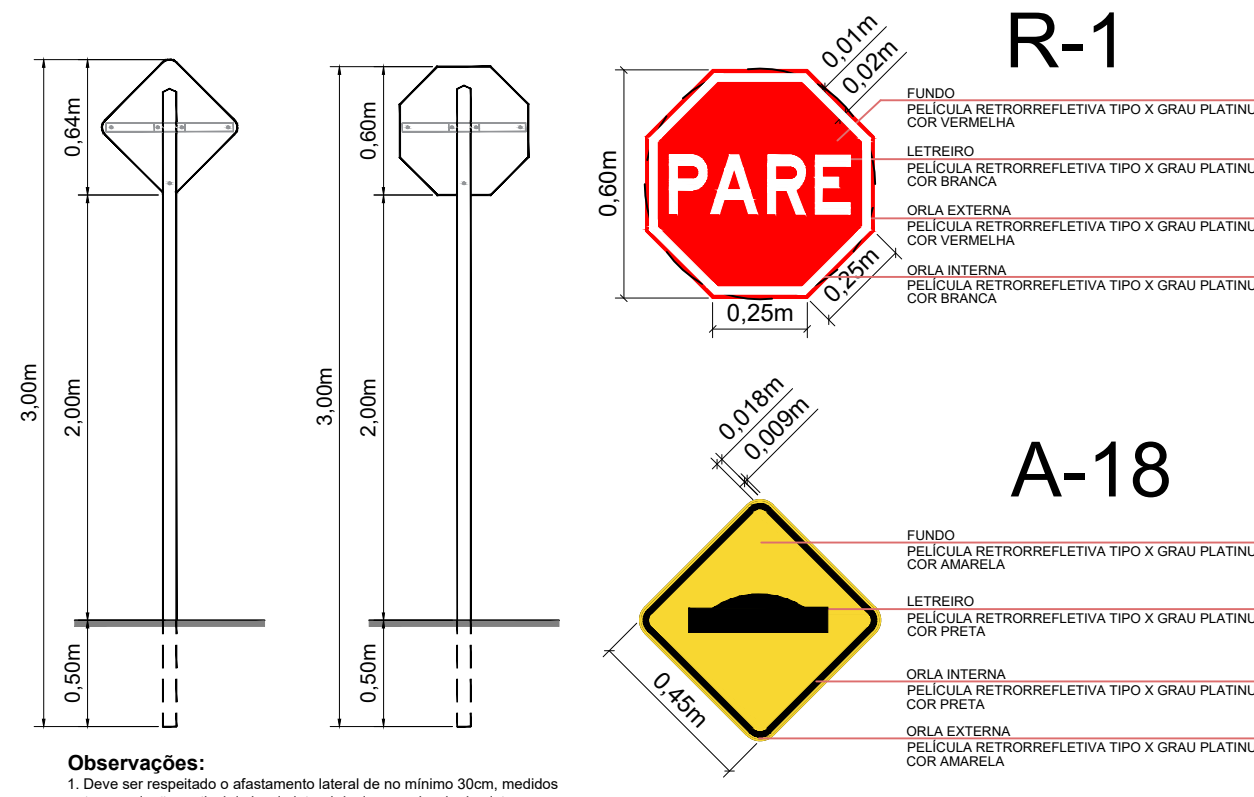 3,00m
0,64m
2,00m
0,50m
3,00m
0,60m
2,00m
0,50m
R-1
0,01m
0,02m
0,60m
PARE
0,25m
0,25m
FUNDO
PELÍCULA RETRORREFLETIVA TIPO X GRAU PLATINU
COR VERMELHA
LETREIRO
PELÍCULA RETRORREFLETIVA TIPO X GRAU PLATINU
COR BRANCA
ORLA EXTERNA
PELÍCULA RETRORREFLETIVA TIPO X GRAU PLATINU
COR VERMELHA
ORLA INTERNA
PELÍCULA RETRORREFLETIVA TIPO X GRAU PLATINU
COR BRANCA
A-18
0,018m
0,009m
0,45m
FUNDO
PELÍCULA RETRORREFLETIVA TIPO X GRAU PLATINU
COR AMARELA
LETREIRO
PELÍCULA RETRORREFLETIVA TIPO X GRAU PLATINU
COR PRETA
ORLA INTERNA
PELÍCULA RETRORREFLETIVA TIPO X GRAU PLATINU
COR PRETA
ORLA EXTERNA
PELÍCULA RETRORREFLETIVA TIPO X GRAU PLATINU
COR AMARELA
Observações:
1. Deve ser respeitado o afastamento lateral de no mínimo 30cm, medidos